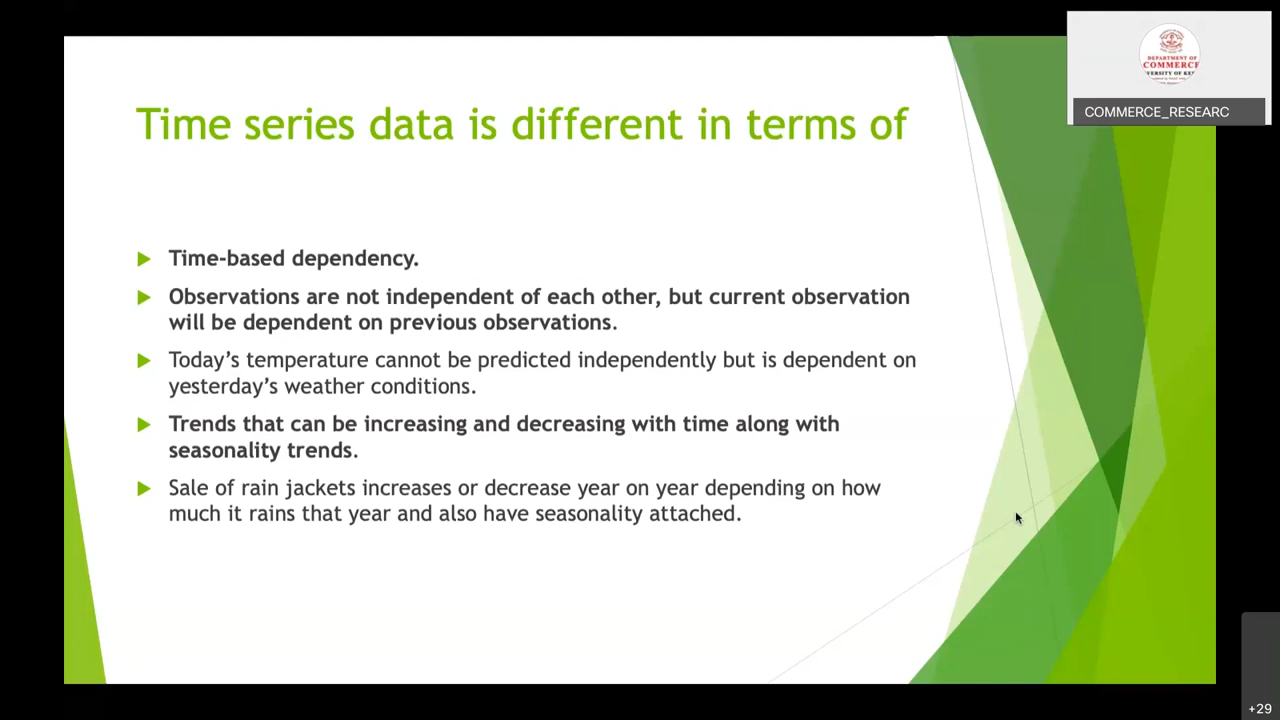 Time series data is different in terms of
Time-based dependency.
Observations are not independent of each other, but current observation
will be dependent on previous observations.
Today's temperature cannot be predicted independently but is dependent on
yesterday's weather conditions.
Trends that can be increasing and decreasing with time along with
seasonality trends.
Sale of rain jackets increases or decrease year on year depending on how
much it rains that year and also have seasonality attached.
DEPARTMENT OF
COMMERCE_RESEARC
+29